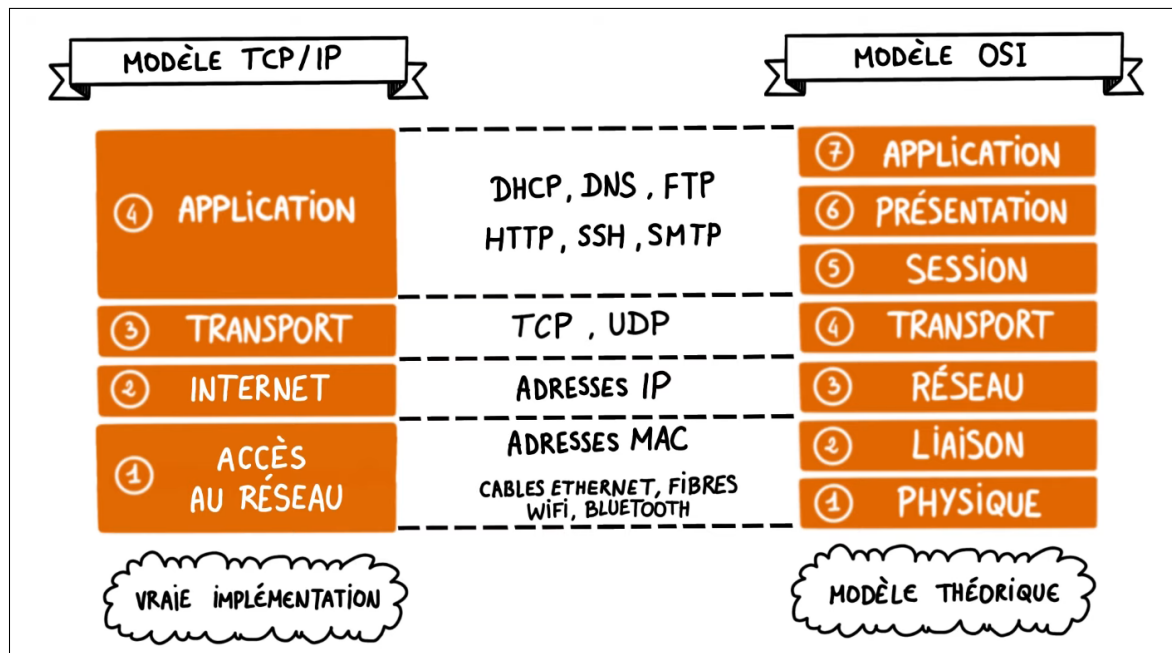 MODÈLE TCP/IP
④ APPLICATION
③ TRANSPORT
② INTERNET
① ACCÈS
AU RÉSEAU
VRAIE IMPLÉMENTATION
DHCP, DNS, FTP
HTTP, SSH, SMTP
TCP, UDP
ADRESSES IP
ADRESSES MAC
CABLES ETHERNET, FIBRES
WIFI, BLUETOOTH
MODÈLE OSI
⑦ APPLICATION
⑥ PRÉSENTATION
⑤ SESSION
④ TRANSPORT
③ RÉSEAU
② LIAISON
① PHYSIQUE
MODÈLE THÉORIQUE